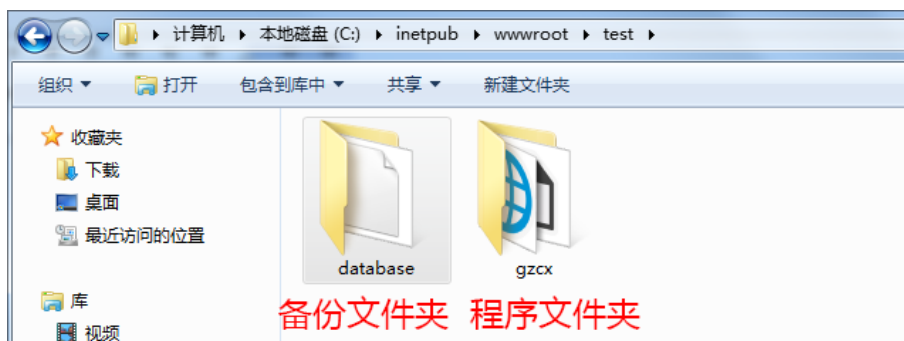 计算机 ▸ 本地磁盘 (C:) ▸ inetpub ▸ wwwroot ▸ test ▸
组织 ▼ 打开 包含到库中 ▼ 共享 ▼ 新建文件夹
收藏夹
下载
桌面
最近访问的位置
库
视频
database gzcx
备份文件夹 程序文件夹